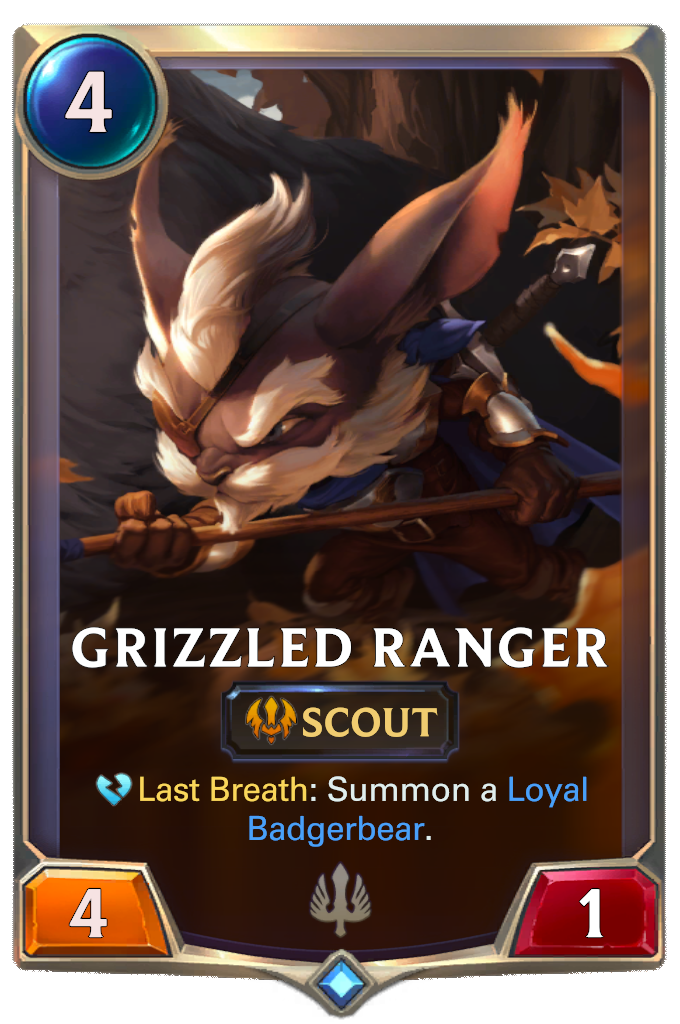 4
GRIZZLED RANGER
SCOUT
Last Breath: Summon a Loyal
Badgerbear.
4 1